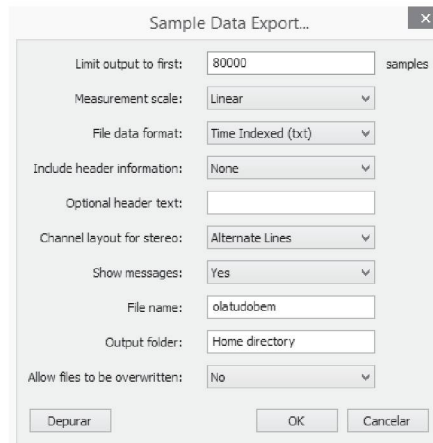 Sample Data Export...
Limit output to first: 80000 samples
Measurement scale: Linear
File data format: Time Indexed (txt)
Include header information: None
Optional header text:
Channel layout for stereo: Alternate Lines
Show messages: Yes
File name: olatudobem
Output folder: Home directory
Allow files to be overwritten: No
Depurar OK Cancelar